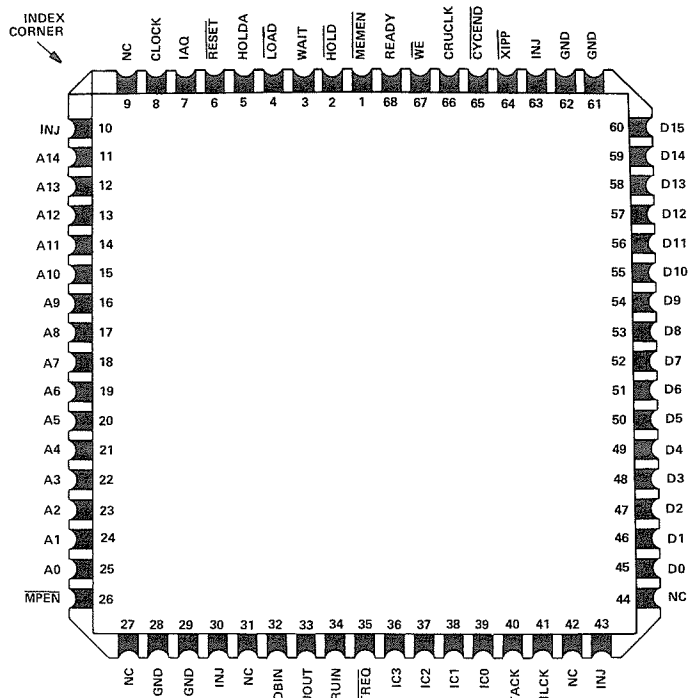 INDEX
CORNER
NC
CLOCK
IAQ
RESET
HOLDA
LOAD
WAIT
HOLD
MEMEN
READY
WE
CRUCLK
CYCEND
XIPP
INJ
GND
GND
9 8 7 6 5 4 3 2 1 68 67 66 65 64 63 62 61
INJ 10
A14 11
A13 12
A12 13
A11 14
A10 15
A9 16
A8 17
A7 18
A6 19
A5 20
A4 21
A3 22
A2 23
A1 24
A0 25
MPEN 26
60 D15
59 D14
58 D13
57 D12
56 D11
55 D10
54 D9
53 D8
52 D7
51 D6
50 D5
49 D4
48 D3
47 D2
46 D1
45 D0
44 NC
27 28 29 30 31 32 33 34 35 36 37 38 39 40 41 42 43
NC
GND
GND
INJ
NC
DBIN
IC3
IC2
IC1
IC0
NC
INJ